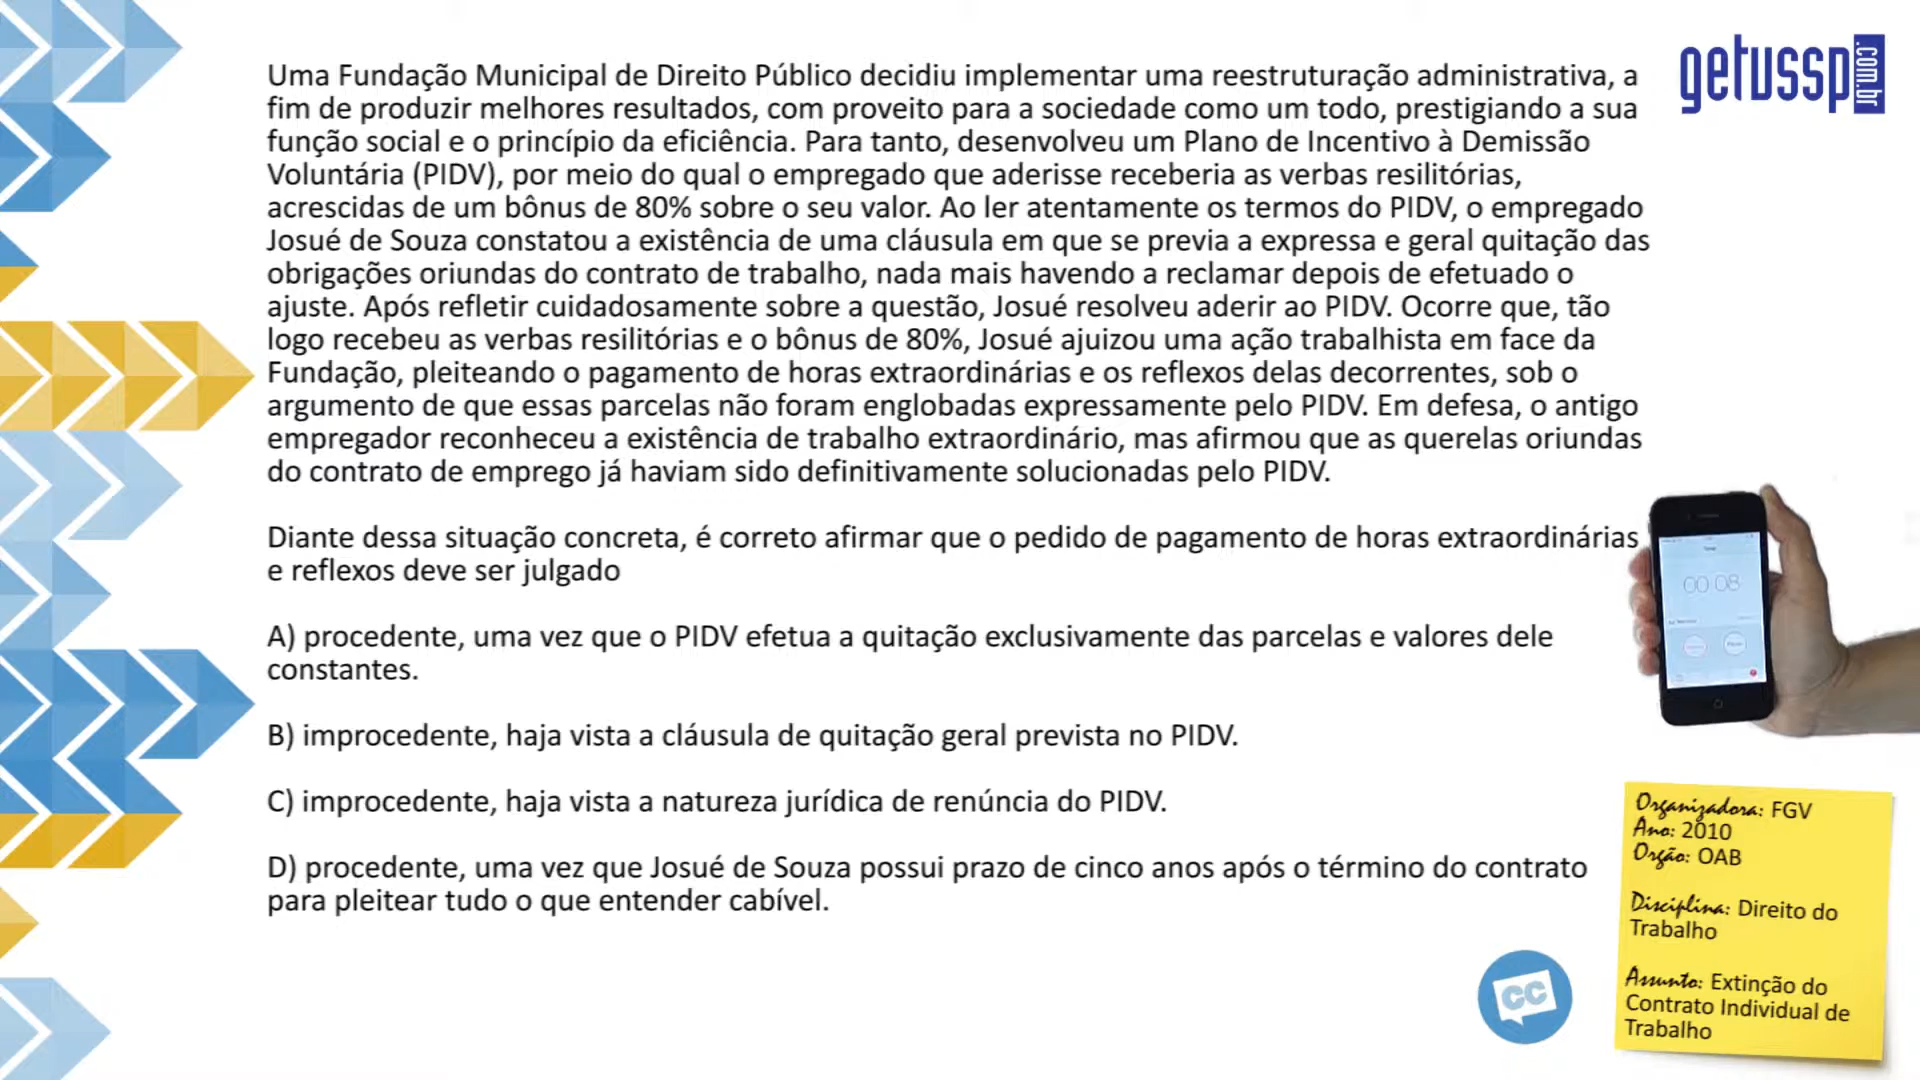 Uma Fundação Municipal de Direito Público decidiu implementar uma reestruturação administrativa, a
fim de produzir melhores resultados, com proveito para a sociedade como um todo, prestigiando a sua
função social e o princípio da eficiência. Para tanto, desenvolveu um Plano de Incentivo à Demissão
Voluntária (PIDV), por meio do qual o empregado que aderisse receberia as verbas resilitórias,
acrescidas de um bônus de 80% sobre o seu valor. Ao ler atentamente os termos do PIDV, o empregado
Josué de Souza constatou a existência de uma cláusula em que se previa a expressa e geral quitação das
obrigações oriundas do contrato de trabalho, nada mais havendo a reclamar depois de efetuado o
ajuste. Após refletir cuidadosamente sobre a questão, Josué resolveu aderir ao PIDV. Ocorre que, tão
logo recebeu as verbas resilitórias e o bônus de 80%, Josué ajuizou uma ação trabalhista em face da
Fundação, pleiteando o pagamento de horas extraordinárias e os reflexos delas decorrentes, sob o
argumento de que essas parcelas não foram englobadas expressamente pelo PIDV. Em defesa, o antigo
empregador reconheceu a existência de trabalho extraordinário, mas afirmou que as querelas oriundas
do contrato de emprego já haviam sido definitivamente solucionadas pelo PIDV.
Diante dessa situação concreta, é correto afirmar que o pedido de pagamento de horas extraordinárias
e reflexos deve ser julgado
A) procedente, uma vez que o PIDV efetua a quitação exclusivamente das parcelas e valores dele
constantes.
B) improcedente, haja vista a cláusula de quitação geral prevista no PIDV.
C) improcedente, haja vista a natureza jurídica de renúncia do PIDV.
D) procedente, uma vez que Josué de Souza possui prazo de cinco anos após o término do contrato
para pleitear tudo o que entender cabível.
getussp.com.br
00 08
Organizadora: FGV
Ano: 2010
Orgão: OAB
Disciplina: Direito do
Trabalho
Assunto: Extinção do
Contrato Individual de
Trabalho
CC